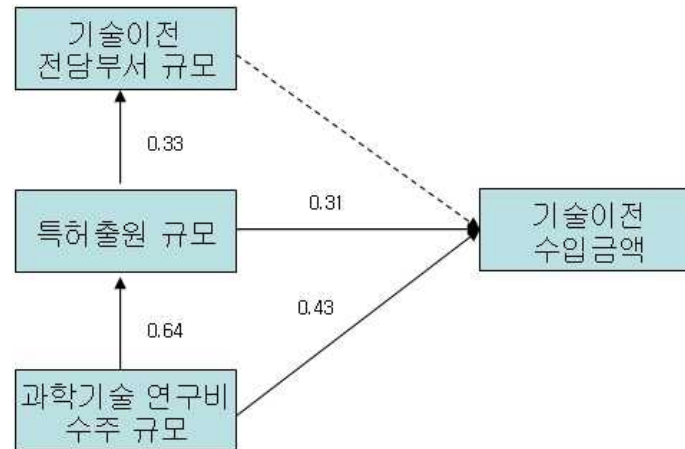 기술이전
전담부서 규모
0.33
특허출원 규모
0.31
기술이전
수입금액
0.64
0.43
과학기술 연구비
수주 규모